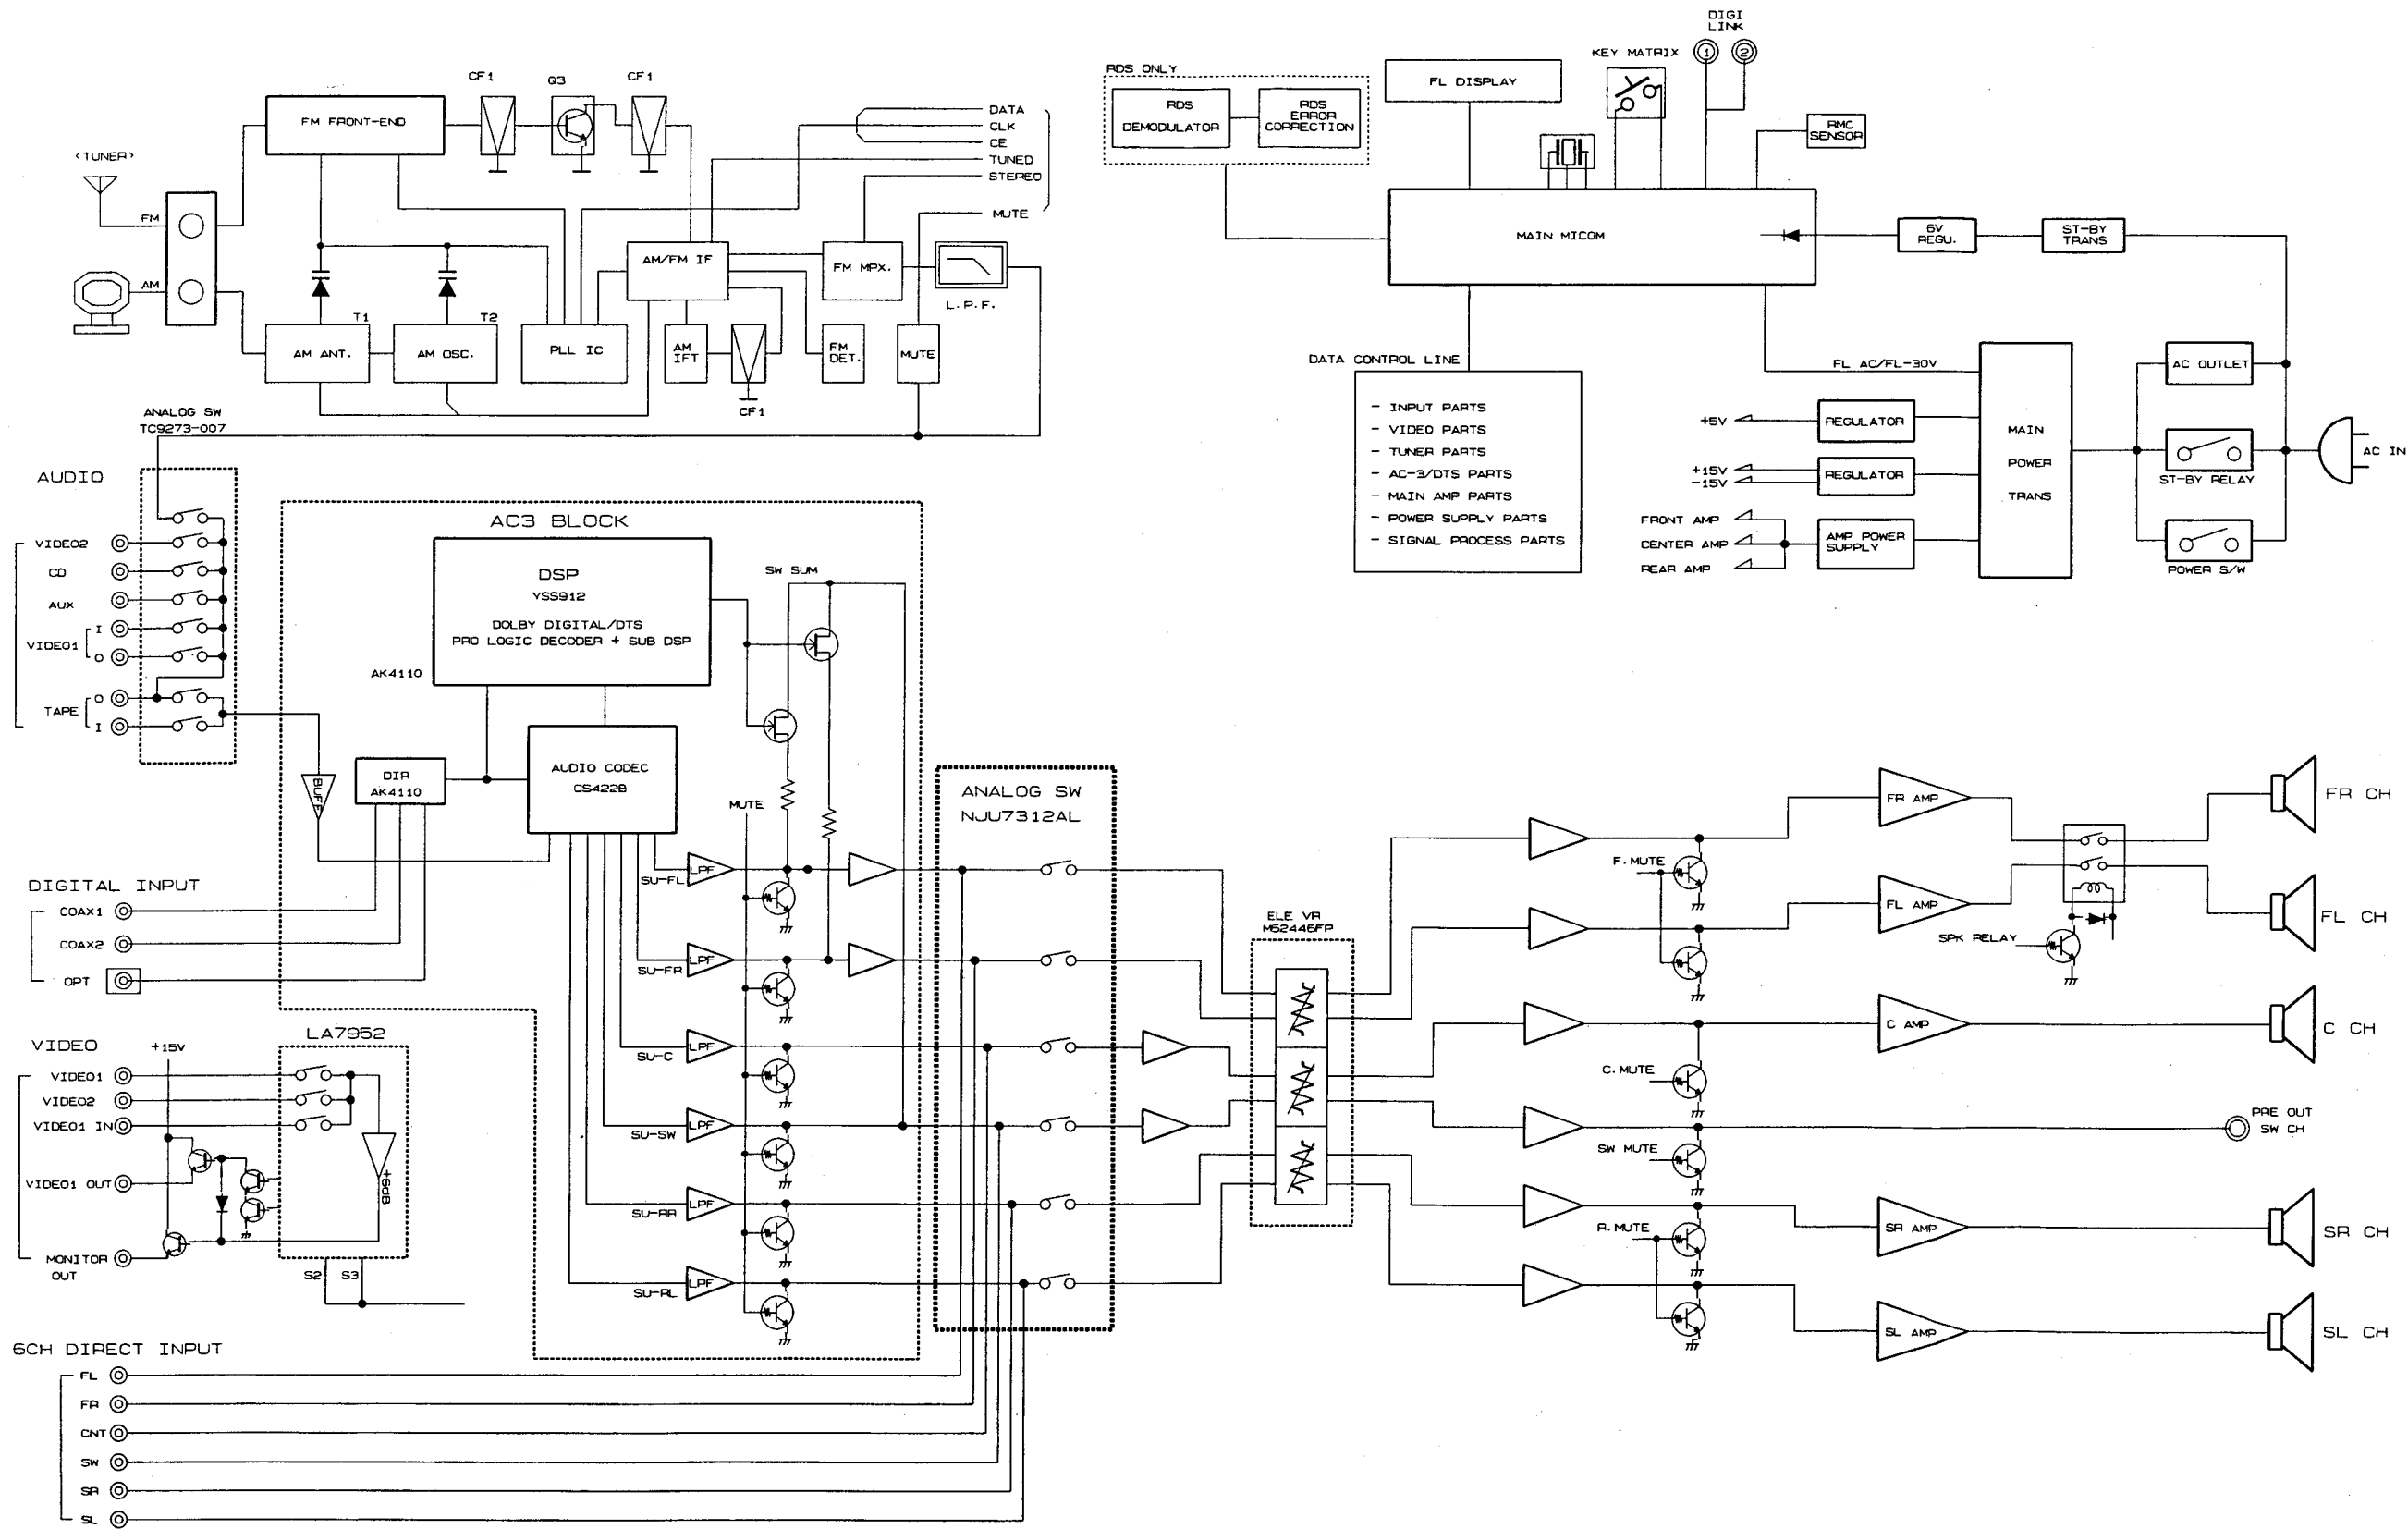 (TUNER)
FM
AM
FM FRONT-END
CF1
Q3
CF1
DATA
CLK
CE
TUNED
STEREO
MUTE
AM/FM IF
FM MPX.
L.P.F.
T1
T2
AM ANT.
AM OSC.
PLL IC
AM
IFT
CF1
FM
DET.
MUTE
RDS ONLY
RDS
DEMODULATOR
RDS
ERROR
CORRECTION
FL DISPLAY
KEY MATRIX
DIGI
LINK
1
2
RMC
SENSOR
MAIN MICOM
6V
REGU.
ST-BY
TRANS
DATA CONTROL LINE
- INPUT PARTS
- VIDEO PARTS
- TUNER PARTS
- AC-3/DTS PARTS
- MAIN AMP PARTS
- POWER SUPPLY PARTS
- SIGNAL PROCESS PARTS
FL AC/FL-30V
+5V
REGULATOR
+15V
-15V
REGULATOR
FRONT AMP
CENTER AMP
REAR AMP
AMP POWER
SUPPLY
MAIN
POWER
TRANS
AC OUTLET
ST-BY RELAY
POWER S/W
AC IN
ANALOG SW
TC9273-007
AUDIO
VIDEO2
CD
AUX
VIDEO1
I
O
TAPE
O
I
AC3 BLOCK
DSP
YSS912
DOLBY DIGITAL/DTS
PRO LOGIC DECODER + SUB DSP
AK4110
SW SUM
DIR
AK4110
AUDIO CODEC
CS4228
BUFF
MUTE
SU-FL
LPF
SU-FR
LPF
SU-C
LPF
SU-SW
LPF
SU-RR
LPF
SU-RL
LPF
ANALOG SW
NJU7312AL
ELE VR
M62446FP
F.MUTE
C.MUTE
SW MUTE
R.MUTE
FR AMP
FL AMP
C AMP
SR AMP
SL AMP
SPK RELAY
FR CH
FL CH
C CH
PRE OUT
SW CH
SR CH
SL CH
DIGITAL INPUT
COAX1
COAX2
OPT
VIDEO
+15V
LA7952
VIDEO1
VIDEO2
VIDEO1 IN
VIDEO1 OUT
MONITOR
OUT
+6dB
S2
S3
6CH DIRECT INPUT
FL
FR
CNT
SW
SR
SL